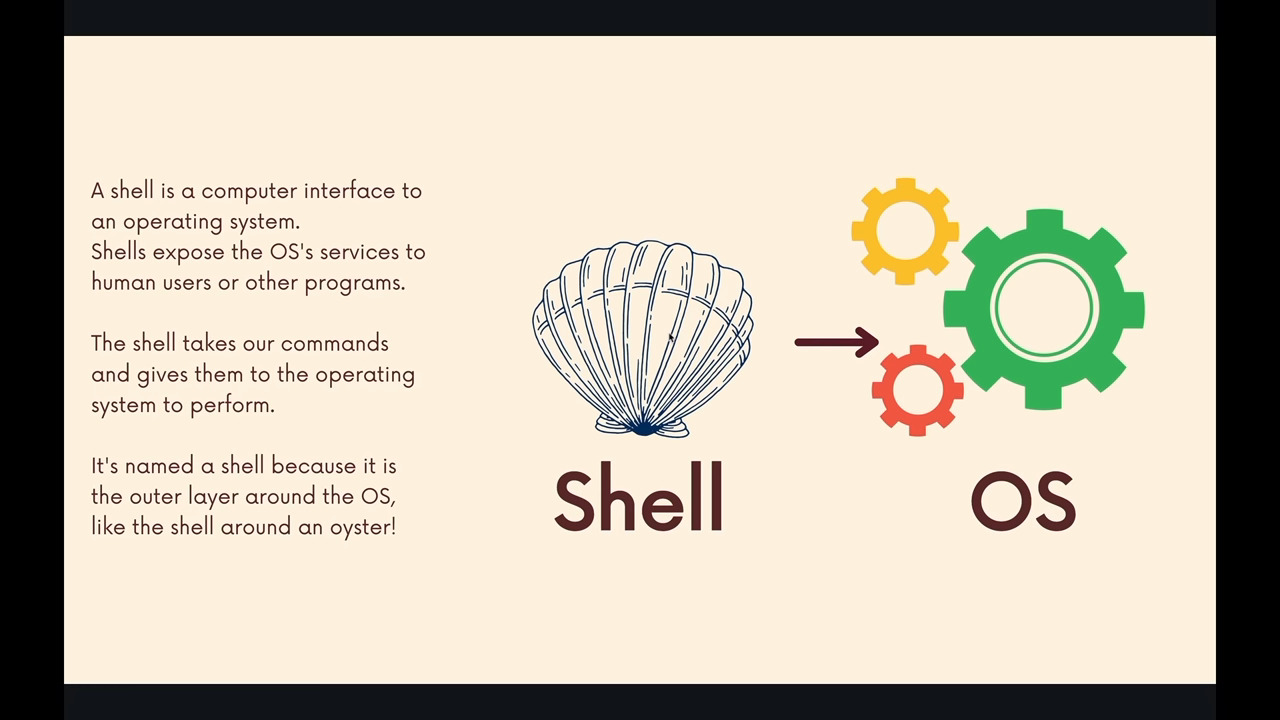 A shell is a computer interface to
an operating system.
Shells expose the OS's services to
human users or other programs.
The shell takes our commands
and gives them to the operating
system to perform.
It's named a shell because it is
the outer layer around the OS,
like the shell around an oyster!
Shell
OS